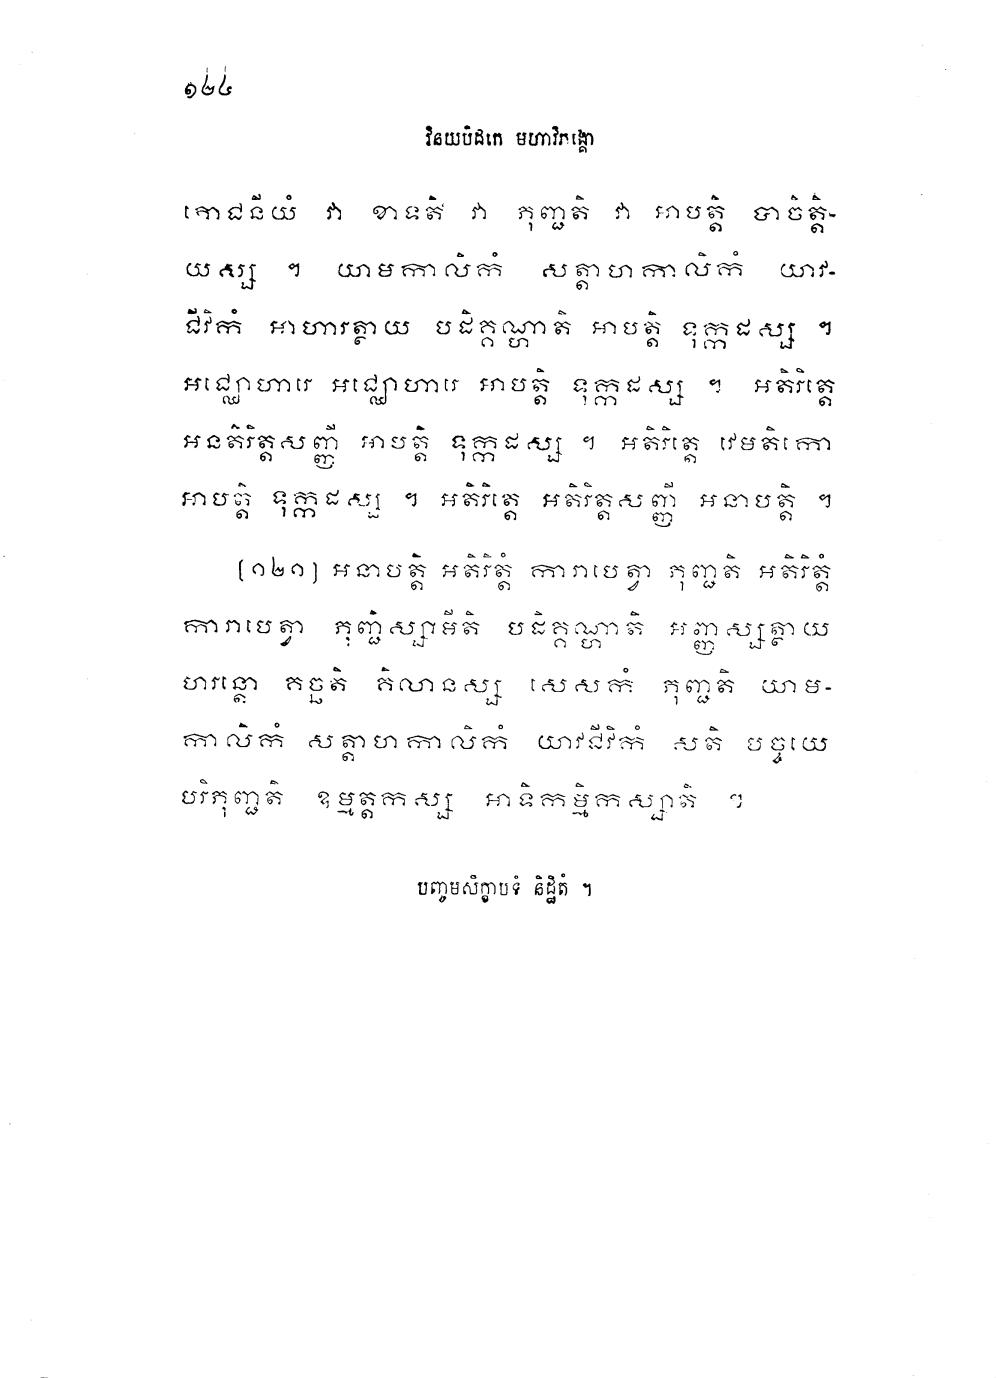 ១២៤
វិនយបិដកេ មហាវិភង្គោ
ភោជនីយំ វា ខាទតិ វា ភុញ្ជតិ វា អាបត្តិ បាចិត្តិ-
យស្ស ។ យាមកាលិកំ សត្តាហកាលិកំ យាវ-
ជីវិកំ អាហារត្ថាយ បដិគ្គណ្ហាតិ អាបត្តិ ទុក្កដស្ស ។
អជ្ឈោហារេ អជ្ឈោហារេ អាបត្តិ ទុក្កដស្ស ។ អតិរិត្តេ
អនតិរិត្តសញ្ញី អាបត្តិ ទុក្កដស្ស ។ អតិរិត្តេ វេមតិកោ
អាបត្តិ ទុក្កដស្ស ។ អតិរិត្តេ អតិរិត្តសញ្ញី អនាបត្តិ ។
[១២១] អនាបត្តិ អតិរិត្តំ ការាបេត្វា ភុញ្ជតិ អតិរិត្តំ
ការាបេត្វា ភុញ្ជិស្សាមីតិ បដិគ្គណ្ហាតិ អញ្ញស្សត្ថាយ
ហរន្តោ គច្ឆតិ គិលានស្ស សេសកំ ភុញ្ជតិ យាម-
កាលិកំ សត្តាហកាលិកំ យាវជីវិកំ សតិ បច្ចយេ
បរិភុញ្ជតិ ឧម្មត្តកស្ស អាទិកម្មិកស្សាតិ ។
បញ្ចមសិក្ខាបទំ និដ្ឋិតំ ។